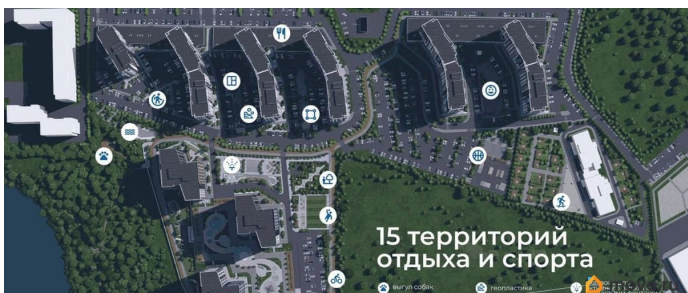 15 территорий
отдыха и спорта
выгул собак
геопластика